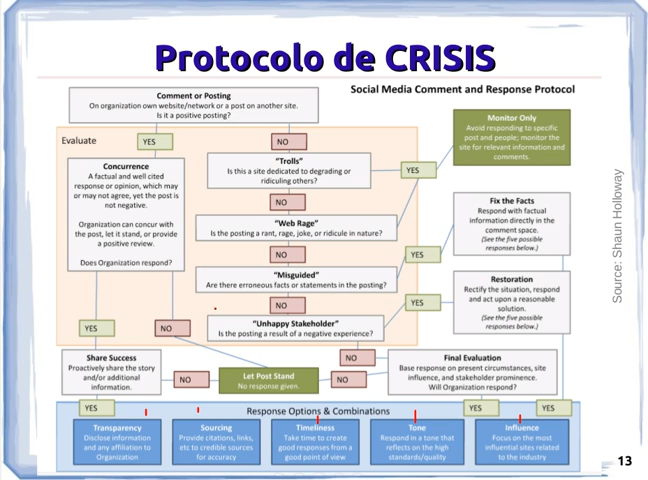 Protocolo de CRISIS
Social Media Comment and Response Protocol
Comment or Posting
On organization own website/network or a post on another site.
Is it a positive posting?
Evaluate
YES
NO
Monitor Only
Avoid responding to specific
post and people; monitor the
site for relevant information and
comments.
Concurrence
A factual and well cited
response or opinion, which may
or may not agree, yet the post is
not negative.
Organization can concur with
the post, let it stand, or provide
a positive review.
Does Organization respond?
"Trolls"
Is this a site dedicated to degrading or
ridiculing others?
YES
NO
"Web Rage"
Is the posting a rant, rage, joke, or ridicule in nature?
NO
Fix the Facts
Respond with factual
information directly in the
comment space.
(See the five possible
responses below.)
YES
"Misguided"
Are there erroneous facts or statements in the posting?
NO
Restoration
Rectify the situation, respond
and act upon a reasonable
solution.
(See the five possible
responses below.)
YES
"Unhappy Stakeholder"
Is the posting a result of a negative experience?
YES
NO
NO
Share Success
Proactively share the story
and/or additional
information.
NO
Let Post Stand
No response given.
NO
Final Evaluation
Base response on present circumstances, site
influence, and stakeholder prominence.
Will Organization respond?
YES
YES
YES
Response Options & Combinations
Transparency
Disclose information
and any affiliation to
Organization
Sourcing
Provide citations, links,
etc to credible sources
for accuracy
Timeliness
Take time to create
good responses from a
good point of view
Tone
Respond in a tone that
reflects on the high
standards/quality
Influence
Focus on the most
influential sites related
to the industry
Source: Shaun Holloway
13